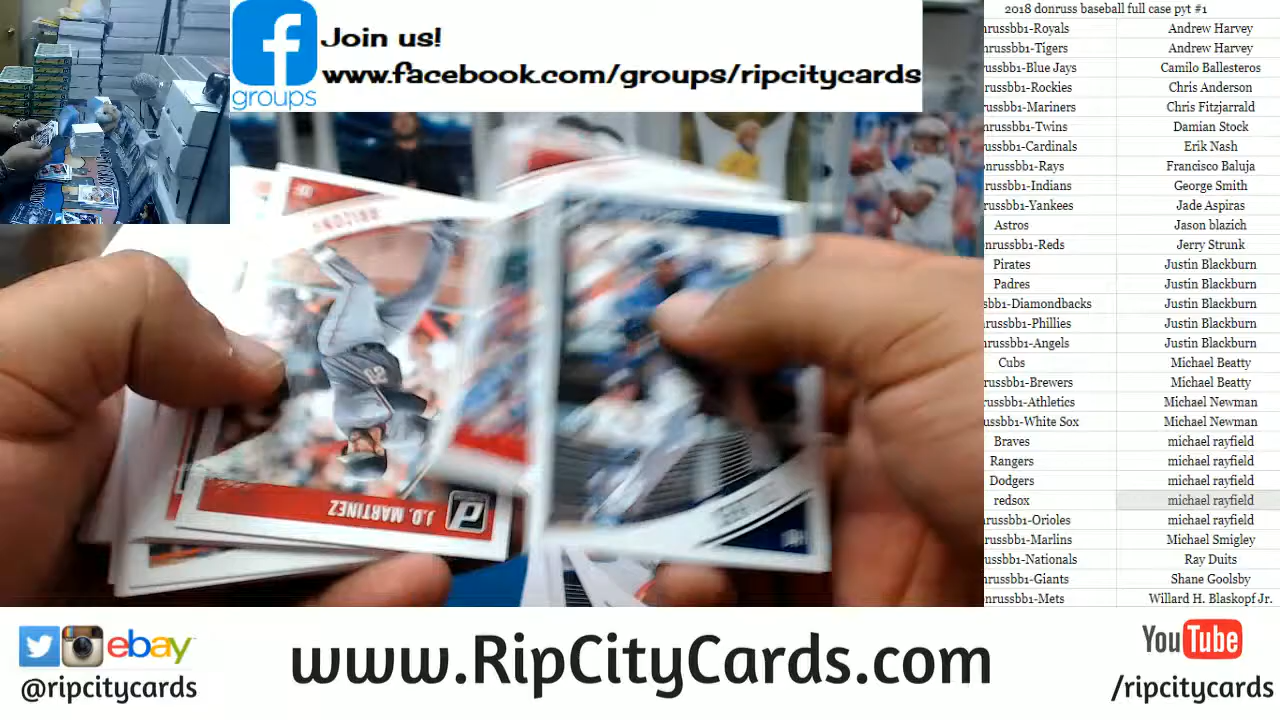 2018 donruss baseball full case pyt #1
Join us!
www.facebook.com/groups/ripcitycards
groups
nrussbb1-Royals Andrew Harvey
nrussbb1-Tigers Andrew Harvey
russbb1-Blue Jays Camilo Ballesteros
nrussbb1-Rockies Chris Anderson
russbb1-Mariners Chris Fitzjarrald
nrussbb1-Twins Damian Stock
russbb1-Cardinals Erik Nash
onrussbb1-Rays Francisco Baluja
nrussbb1-Indians George Smith
nrussbb1-Yankees Jade Aspiras
Astros Jason blazich
onrussbb1-Reds Jerry Strunk
Pirates Justin Blackburn
Padres Justin Blackburn
sbb1-Diamondbacks Justin Blackburn
nrussbb1-Phillies Justin Blackburn
nrussbb1-Angels Justin Blackburn
Cubs Michael Beatty
russbb1-Brewers Michael Beatty
russbb1-Athletics Michael Newman
russbb1-White Sox Michael Newman
Braves michael rayfield
Rangers michael rayfield
Dodgers michael rayfield
redsox michael rayfield
nrussbb1-Orioles michael rayfield
nrussbb1-Marlins Michael Smigley
russbb1-Nationals Ray Duits
nrussbb1-Giants Shane Goolsby
onrussbb1-Mets Willard H. Blaskopf Jr.
J.D. MARTINEZ
ebay
@ripcitycards
www.RipCityCards.com
YouTube
/ripcitycards